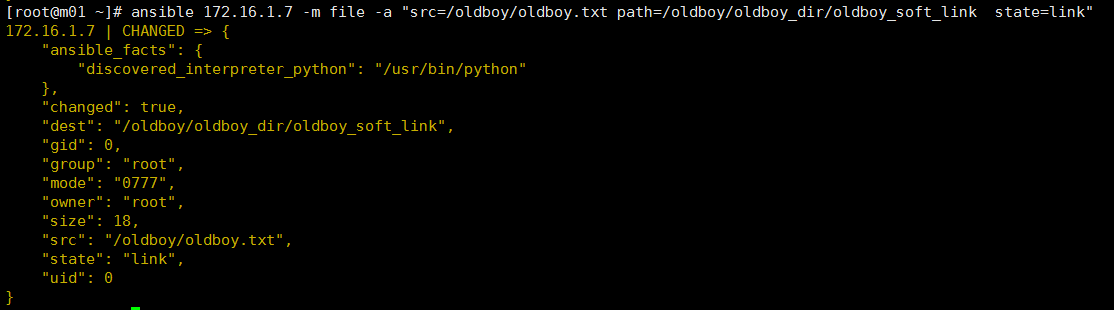 [root@m01 ~]# ansible 172.16.1.7 -m file -a "src=/oldboy/oldboy.txt path=/oldboy/oldboy_dir/oldboy_soft_link  state=link"
172.16.1.7 | CHANGED => {
    "ansible_facts": {
        "discovered_interpreter_python": "/usr/bin/python"
    },
    "changed": true,
    "dest": "/oldboy/oldboy_dir/oldboy_soft_link",
    "gid": 0,
    "group": "root",
    "mode": "0777",
    "owner": "root",
    "size": 18,
    "src": "/oldboy/oldboy.txt",
    "state": "link",
    "uid": 0
}